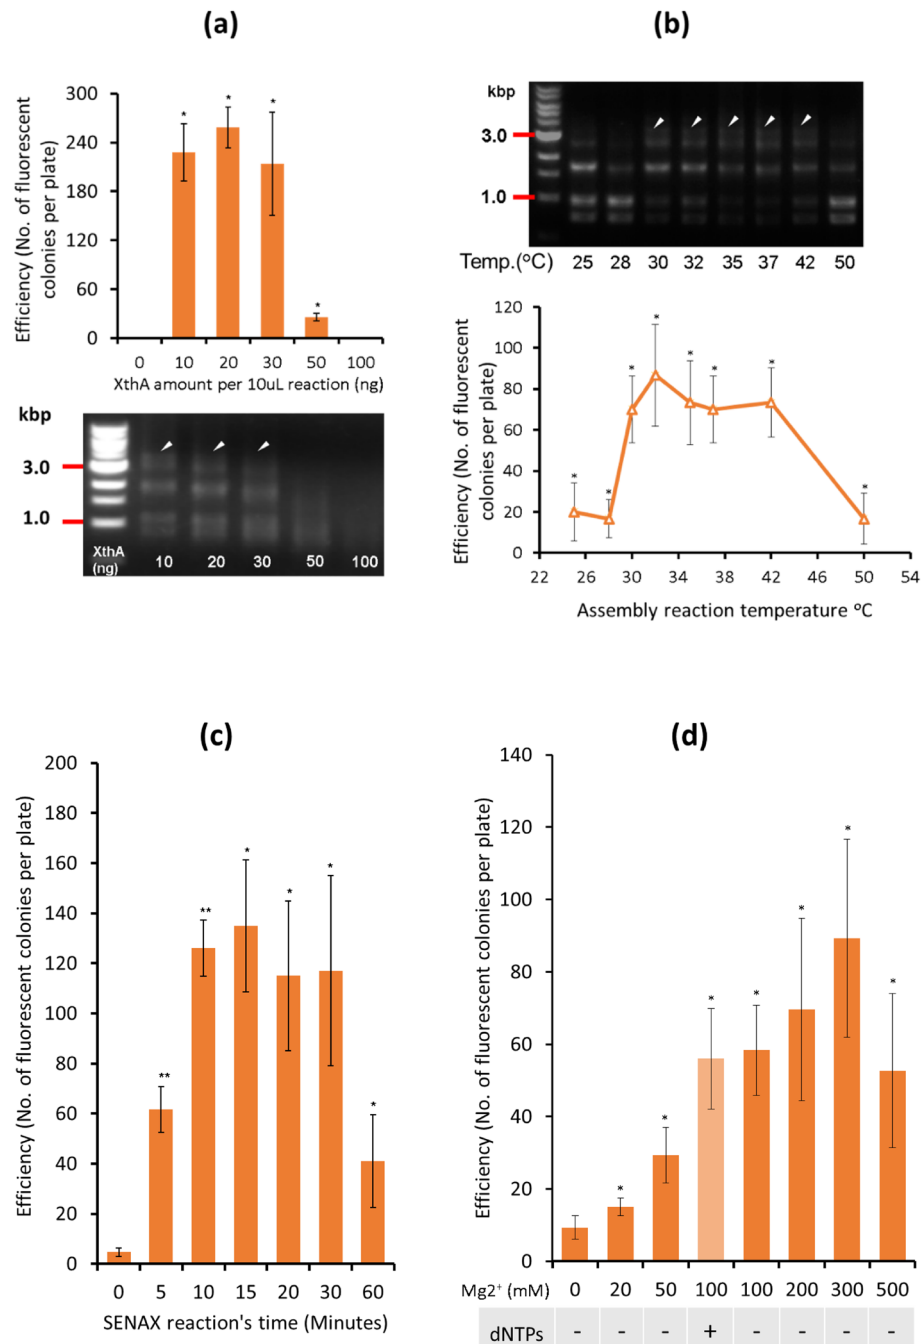 (a)
Efficiency (No. of fluorescent
colonies per plate)
300
240
180
120
60
0
*
*
*
*
0 10 20 30 50 100
XthA amount per 10uL reaction (ng)
kbp
3.0
1.0
XthA
(ng)
10 20 30 50 100
(b)
kbp
3.0
1.0
Temp.(°C) 25 28 30 32 35 37 42 50
Efficiency (No. of fluorescent
colonies per plate)
120
100
80
60
40
20
0
* * * * * * * *
22 26 30 34 38 42 46 50 54
Assembly reaction temperature °C
(c)
Efficiency (No. of fluorescent colonies per plate)
200
180
160
140
120
100
80
60
40
20
0
** ** * * * *
0 5 10 15 20 30 60
SENAX reaction's time (Minutes)
(d)
Efficiency (No. of fluorescent colonies per plate)
140
120
100
80
60
40
20
0
* * * * * * *
Mg2⁺ (mM) 0 20 50 100 100 200 300 500
dNTPs - - - + - - - -